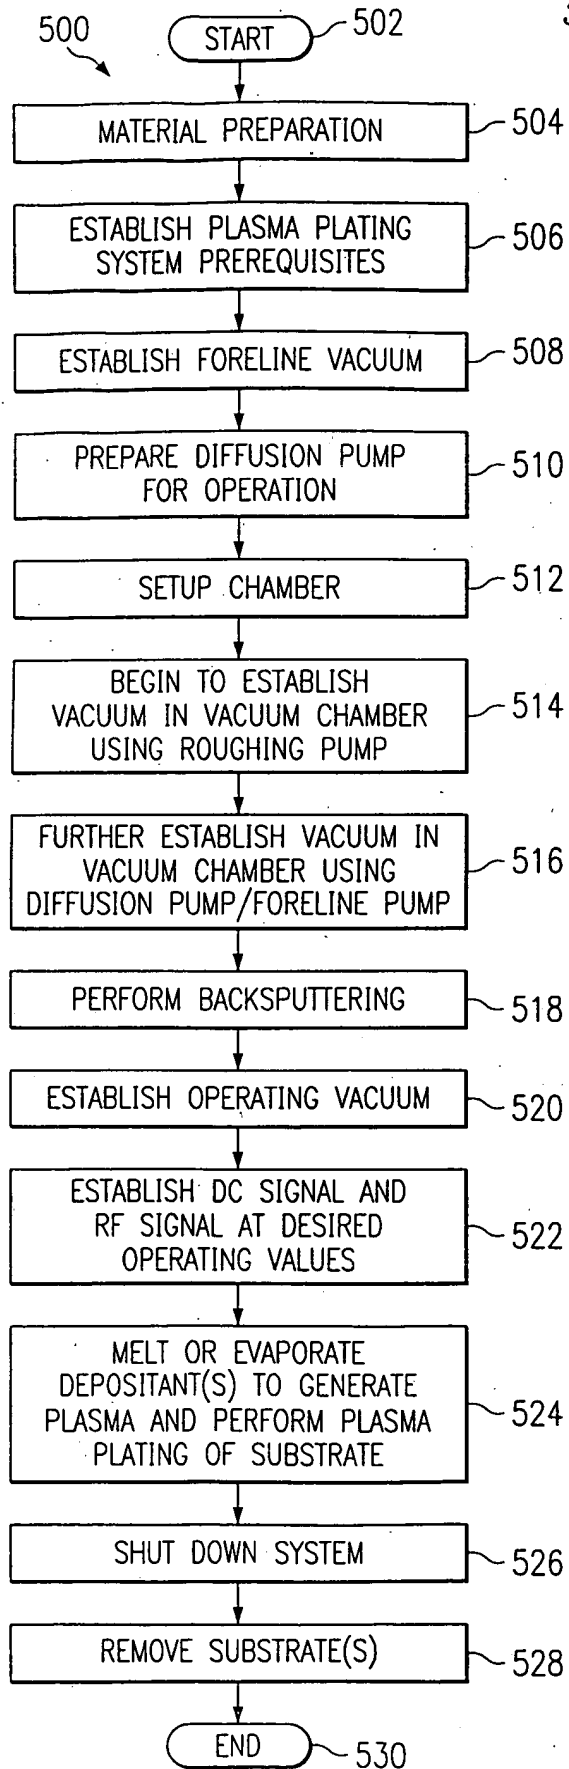 500
START
502
MATERIAL PREPARATION
504
ESTABLISH PLASMA PLATING
SYSTEM PREREQUISITES
506
ESTABLISH FORELINE VACUUM
508
PREPARE DIFFUSION PUMP
FOR OPERATION
510
SETUP CHAMBER
512
BEGIN TO ESTABLISH
VACUUM IN VACUUM CHAMBER
USING ROUGHING PUMP
514
FURTHER ESTABLISH VACUUM IN
VACUUM CHAMBER USING
DIFFUSION PUMP/FORELINE PUMP
516
PERFORM BACKSPUTTERING
518
ESTABLISH OPERATING VACUUM
520
ESTABLISH DC SIGNAL AND
RF SIGNAL AT DESIRED
OPERATING VALUES
522
MELT OR EVAPORATE
DEPOSITANT(S) TO GENERATE
PLASMA AND PERFORM PLASMA
PLATING OF SUBSTRATE
524
SHUT DOWN SYSTEM
526
REMOVE SUBSTRATE(S)
528
END
530